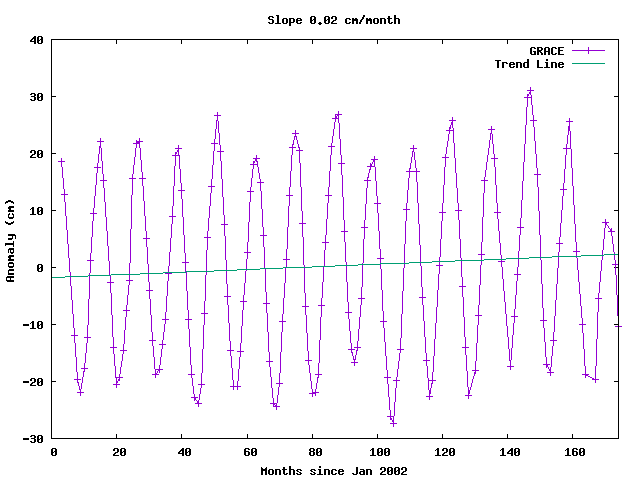 Slope 0.02 cm/month
GRACE
Trend Line
40
30
20
10
0
-10
-20
-30
Anomaly (cm)
0 20 40 60 80 100 120 140 160
Months since Jan 2002